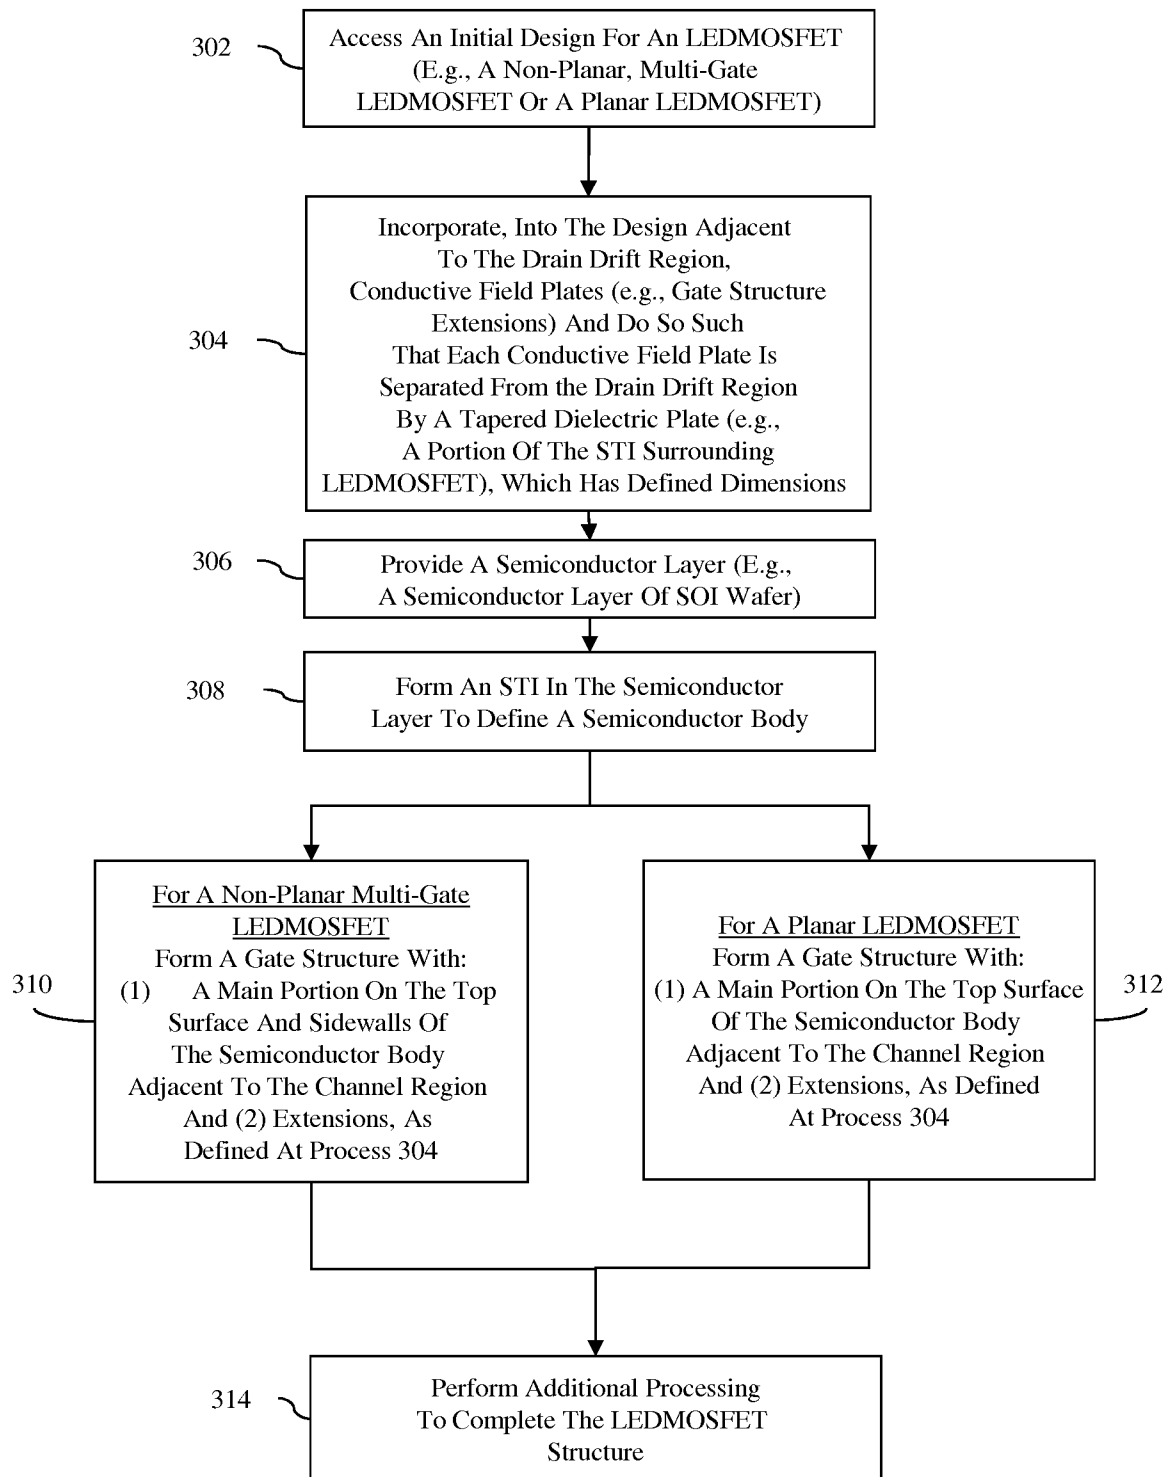 302
Access An Initial Design For An LEDMOSFET
(E.g., A Non-Planar, Multi-Gate
LEDMOSFET Or A Planar LEDMOSFET)
304
Incorporate, Into The Design Adjacent
To The Drain Drift Region,
Conductive Field Plates (e.g., Gate Structure
Extensions) And Do So Such
That Each Conductive Field Plate Is
Separated From the Drain Drift Region
By A Tapered Dielectric Plate (e.g.,
A Portion Of The STI Surrounding
LEDMOSFET), Which Has Defined Dimensions
306
Provide A Semiconductor Layer (E.g.,
A Semiconductor Layer Of SOI Wafer)
308
Form An STI In The Semiconductor
Layer To Define A Semiconductor Body
310
For A Non-Planar Multi-Gate
LEDMOSFET
Form A Gate Structure With:
(1) A Main Portion On The Top
Surface And Sidewalls Of
The Semiconductor Body
Adjacent To The Channel Region
And (2) Extensions, As
Defined At Process 304
312
For A Planar LEDMOSFET
Form A Gate Structure With:
(1) A Main Portion On The Top Surface
Of The Semiconductor Body
Adjacent To The Channel Region
And (2) Extensions, As Defined
At Process 304
314
Perform Additional Processing
To Complete The LEDMOSFET
Structure